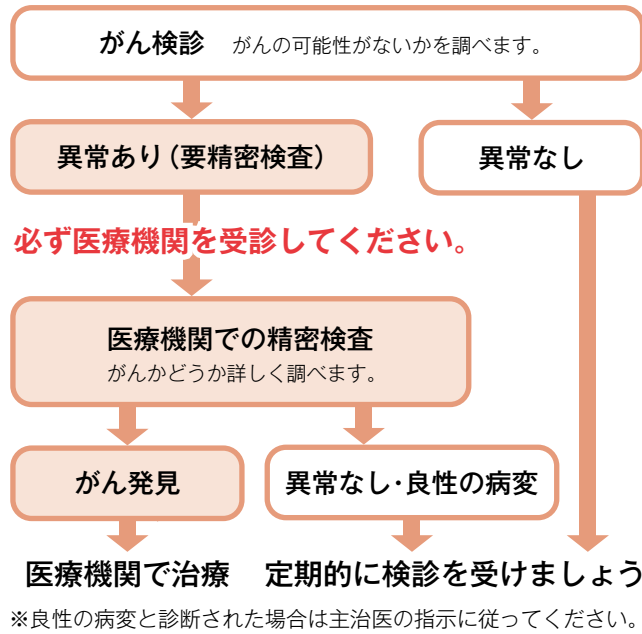 がん検診 がんの可能性がないかを調べます。
異常あり（要精密検査） 異常なし
必ず医療機関を受診してください。
医療機関での精密検査
がんかどうか詳しく調べます。
がん発見 異常なし・良性の病変
医療機関で治療 定期的に検診を受けましょう
※良性の病変と診断された場合は主治医の指示に従ってください。